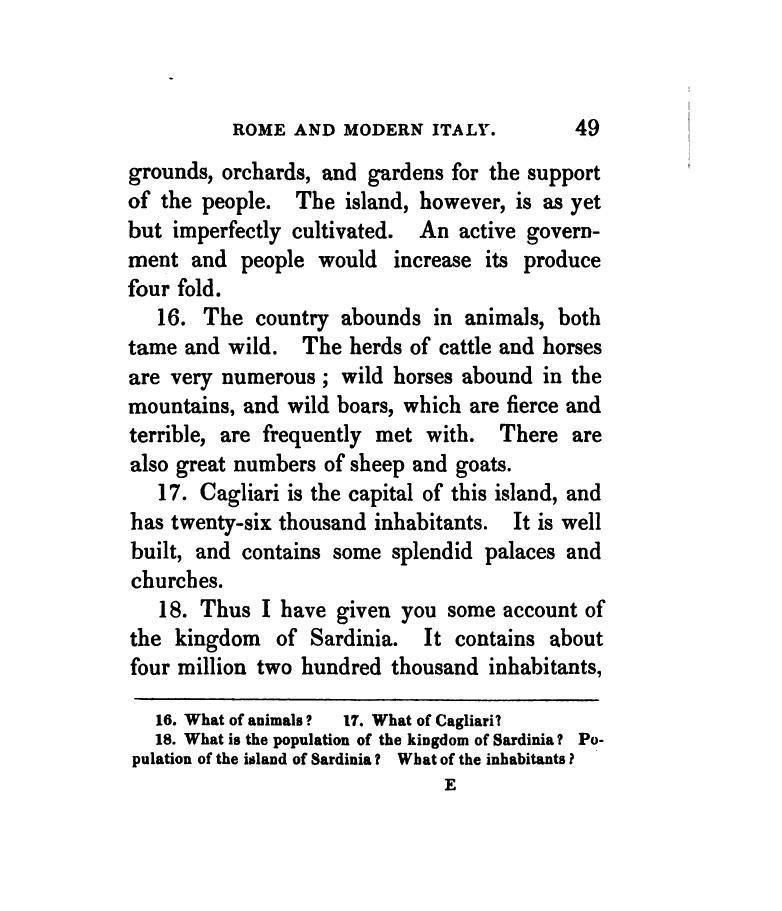 ROME AND MODERN ITALY. 49
grounds, orchards, and gardens for the support
of the people. The island, however, is as yet
but imperfectly cultivated. An active govern-
ment and people would increase its produce
four fold.
16. The country abounds in animals, both
tame and wild. The herds of cattle and horses
are very numerous; wild horses abound in the
mountains, and wild boars, which are fierce and
terrible, are frequently met with. There are
also great numbers of sheep and goats.
17. Cagliari is the capital of this island, and
has twenty-six thousand inhabitants. It is well
built, and contains some splendid palaces and
churches.
18. Thus I have given you some account of
the kingdom of Sardinia. It contains about
four million two hundred thousand inhabitants,
16. What of animals? 17. What of Cagliari?
18. What is the population of the kingdom of Sardinia? Po-
pulation of the island of Sardinia? What of the inhabitants?
E